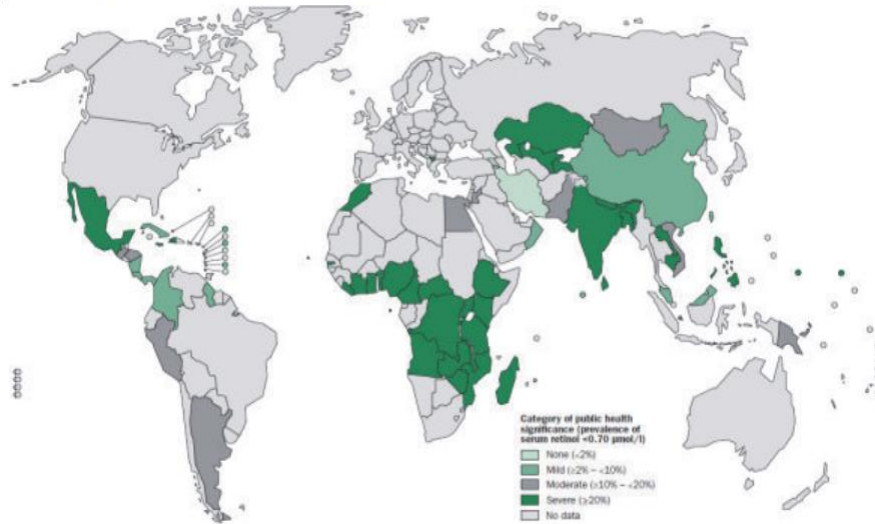 Category of public health
significance (prevalence of
serum retinol <0.70 µmol/l)
None (<2%)
Mild (≥2% – <10%)
Moderate (≥10% – <20%)
Severe (≥20%)
No data